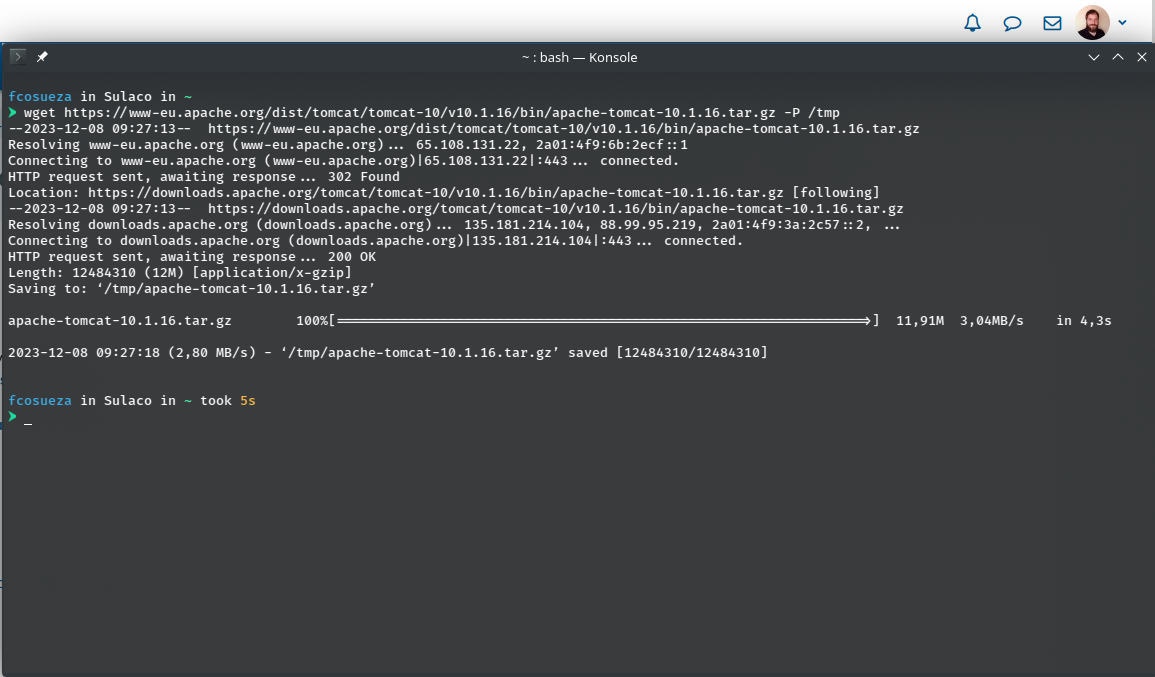 ~ : bash — Konsole
fcosueza in Sulaco in ~
❯ wget https://www-eu.apache.org/dist/tomcat/tomcat-10/v10.1.16/bin/apache-tomcat-10.1.16.tar.gz -P /tmp
--2023-12-08 09:27:13--  https://www-eu.apache.org/dist/tomcat/tomcat-10/v10.1.16/bin/apache-tomcat-10.1.16.tar.gz
Resolving www-eu.apache.org (www-eu.apache.org)... 65.108.131.22, 2a01:4f9:6b:2ecf::1
Connecting to www-eu.apache.org (www-eu.apache.org)|65.108.131.22|:443... connected.
HTTP request sent, awaiting response... 302 Found
Location: https://downloads.apache.org/tomcat/tomcat-10/v10.1.16/bin/apache-tomcat-10.1.16.tar.gz [following]
--2023-12-08 09:27:13--  https://downloads.apache.org/tomcat/tomcat-10/v10.1.16/bin/apache-tomcat-10.1.16.tar.gz
Resolving downloads.apache.org (downloads.apache.org)... 135.181.214.104, 88.99.95.219, 2a01:4f9:3a:2c57::2, ...
Connecting to downloads.apache.org (downloads.apache.org)|135.181.214.104|:443... connected.
HTTP request sent, awaiting response... 200 OK
Length: 12484310 (12M) [application/x-gzip]
Saving to: ‘/tmp/apache-tomcat-10.1.16.tar.gz’
apache-tomcat-10.1.16.tar.gz        100%[==================================================================>]  11,91M  3,04MB/s    in 4,3s
2023-12-08 09:27:18 (2,80 MB/s) - ‘/tmp/apache-tomcat-10.1.16.tar.gz’ saved [12484310/12484310]
fcosueza in Sulaco in ~ took 5s
❯ _